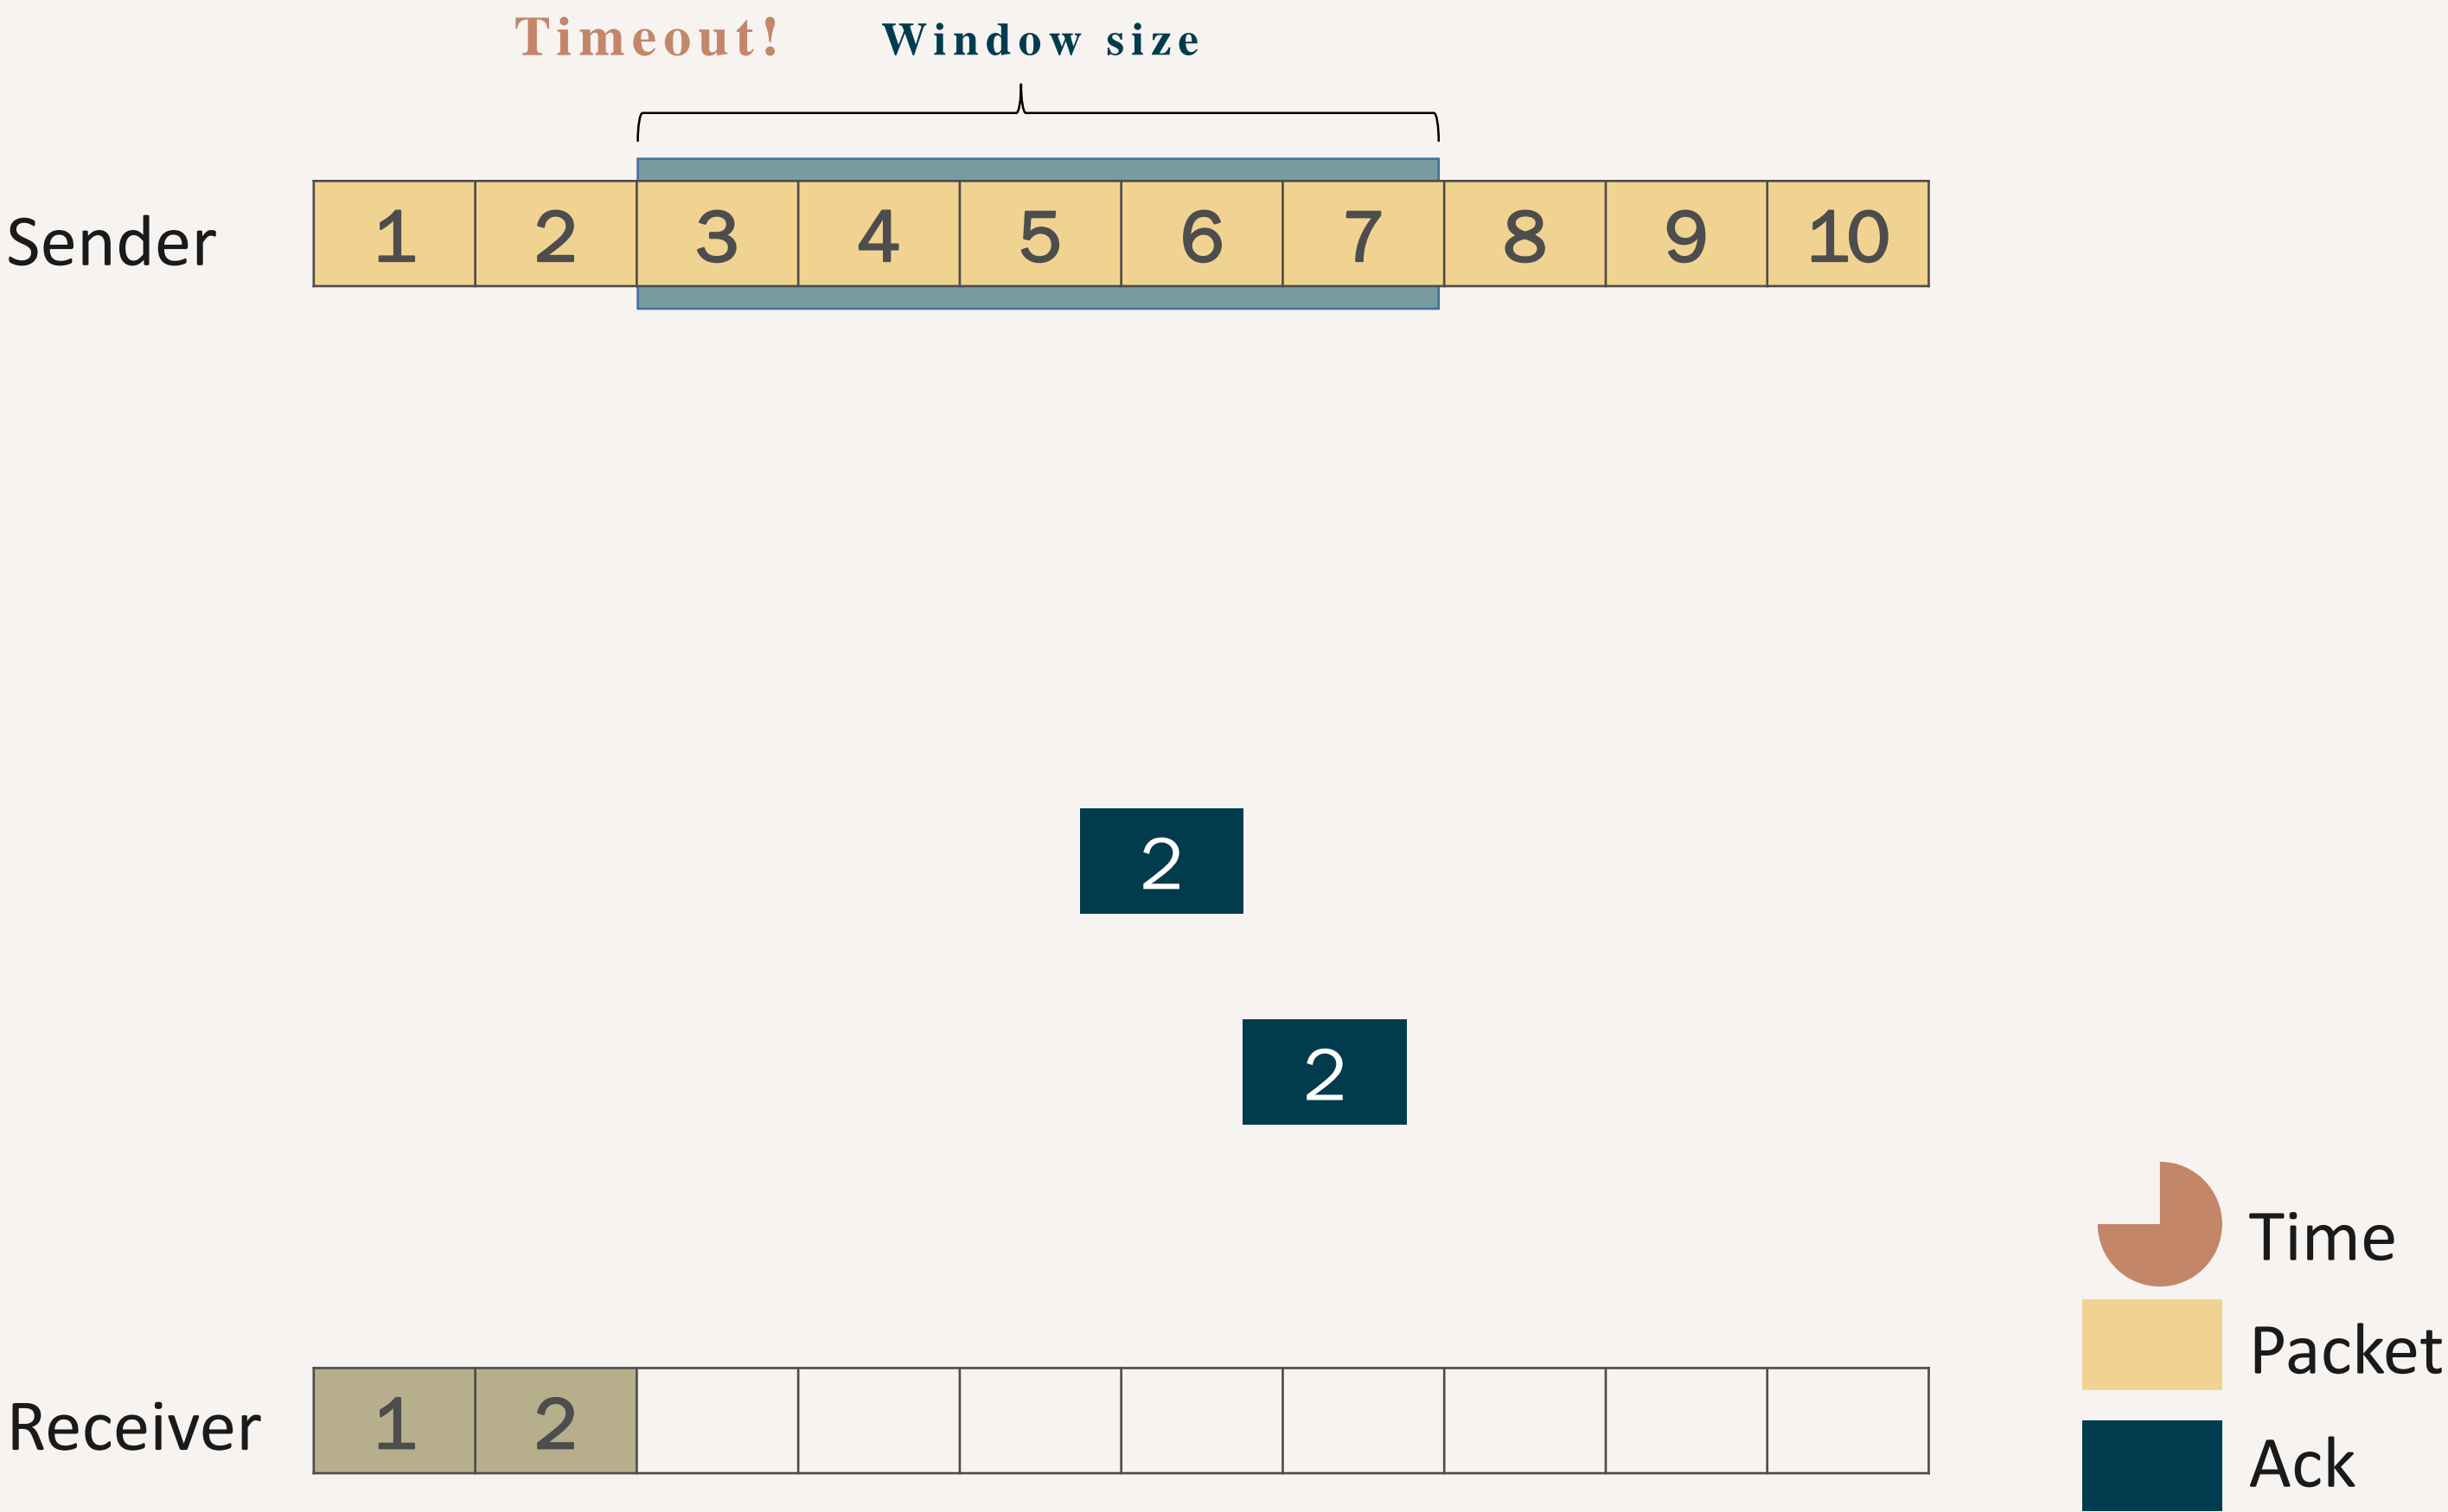 Timeout! Window size
Sender 1 2 3 4 5 6 7 8 9 10
2
2
Time
Packet
Receiver 1 2
Ack